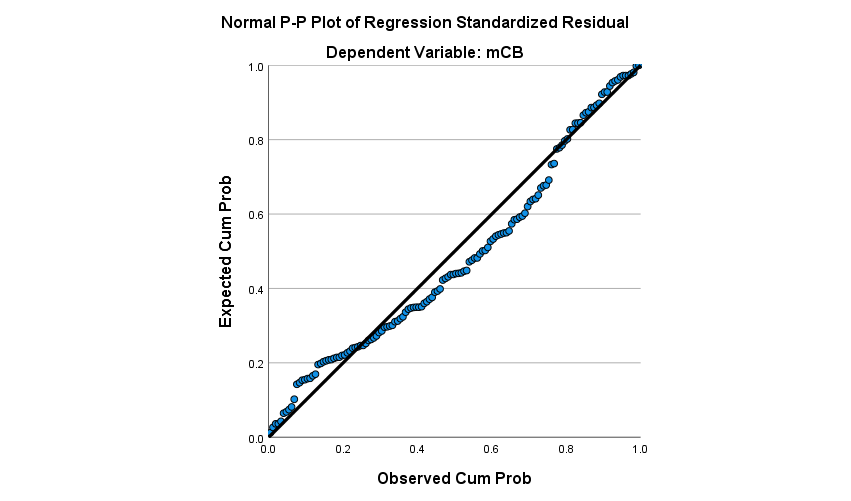 Normal P-P Plot of Regression Standardized Residual
Dependent Variable: mCB
1.0
0.8
0.6
0.4
0.2
0.0
Expected Cum Prob
0.0 0.2 0.4 0.6 0.8 1.0
Observed Cum Prob